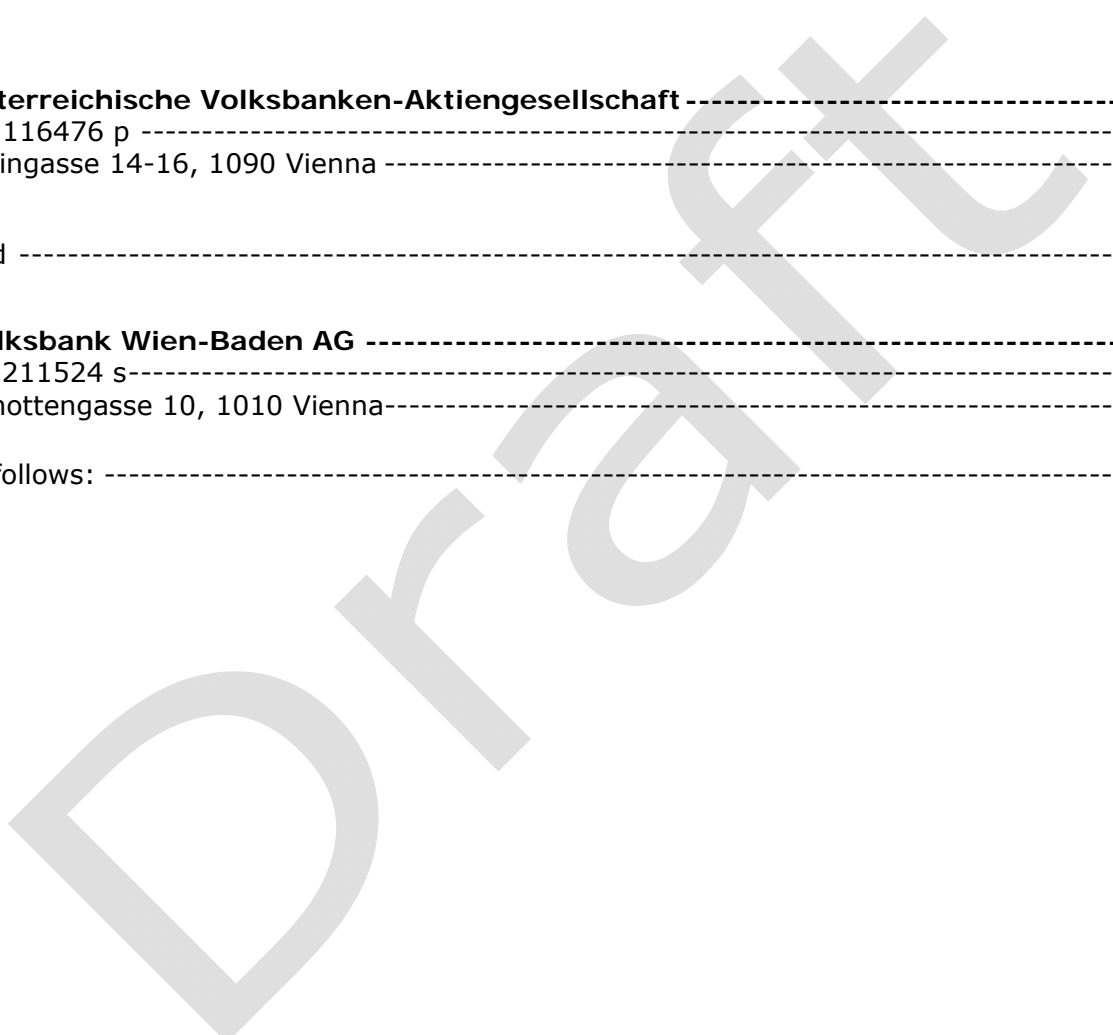 terreichische Volksbanken-Aktiengesellschaft -----------------------------------
116476 p --------------------------------------------------------------------------------
ingasse 14-16, 1090 Vienna ------------------------------------------------------------
d ------------------------------------------------------------------------------------------
lksbank Wien-Baden AG -------------------------------------------------------------
211524 s---------------------------------------------------------------------------------
hottengasse 10, 1010 Vienna------------------------------------------------------------
follows: -----------------------------------------------------------------------------------
Draft